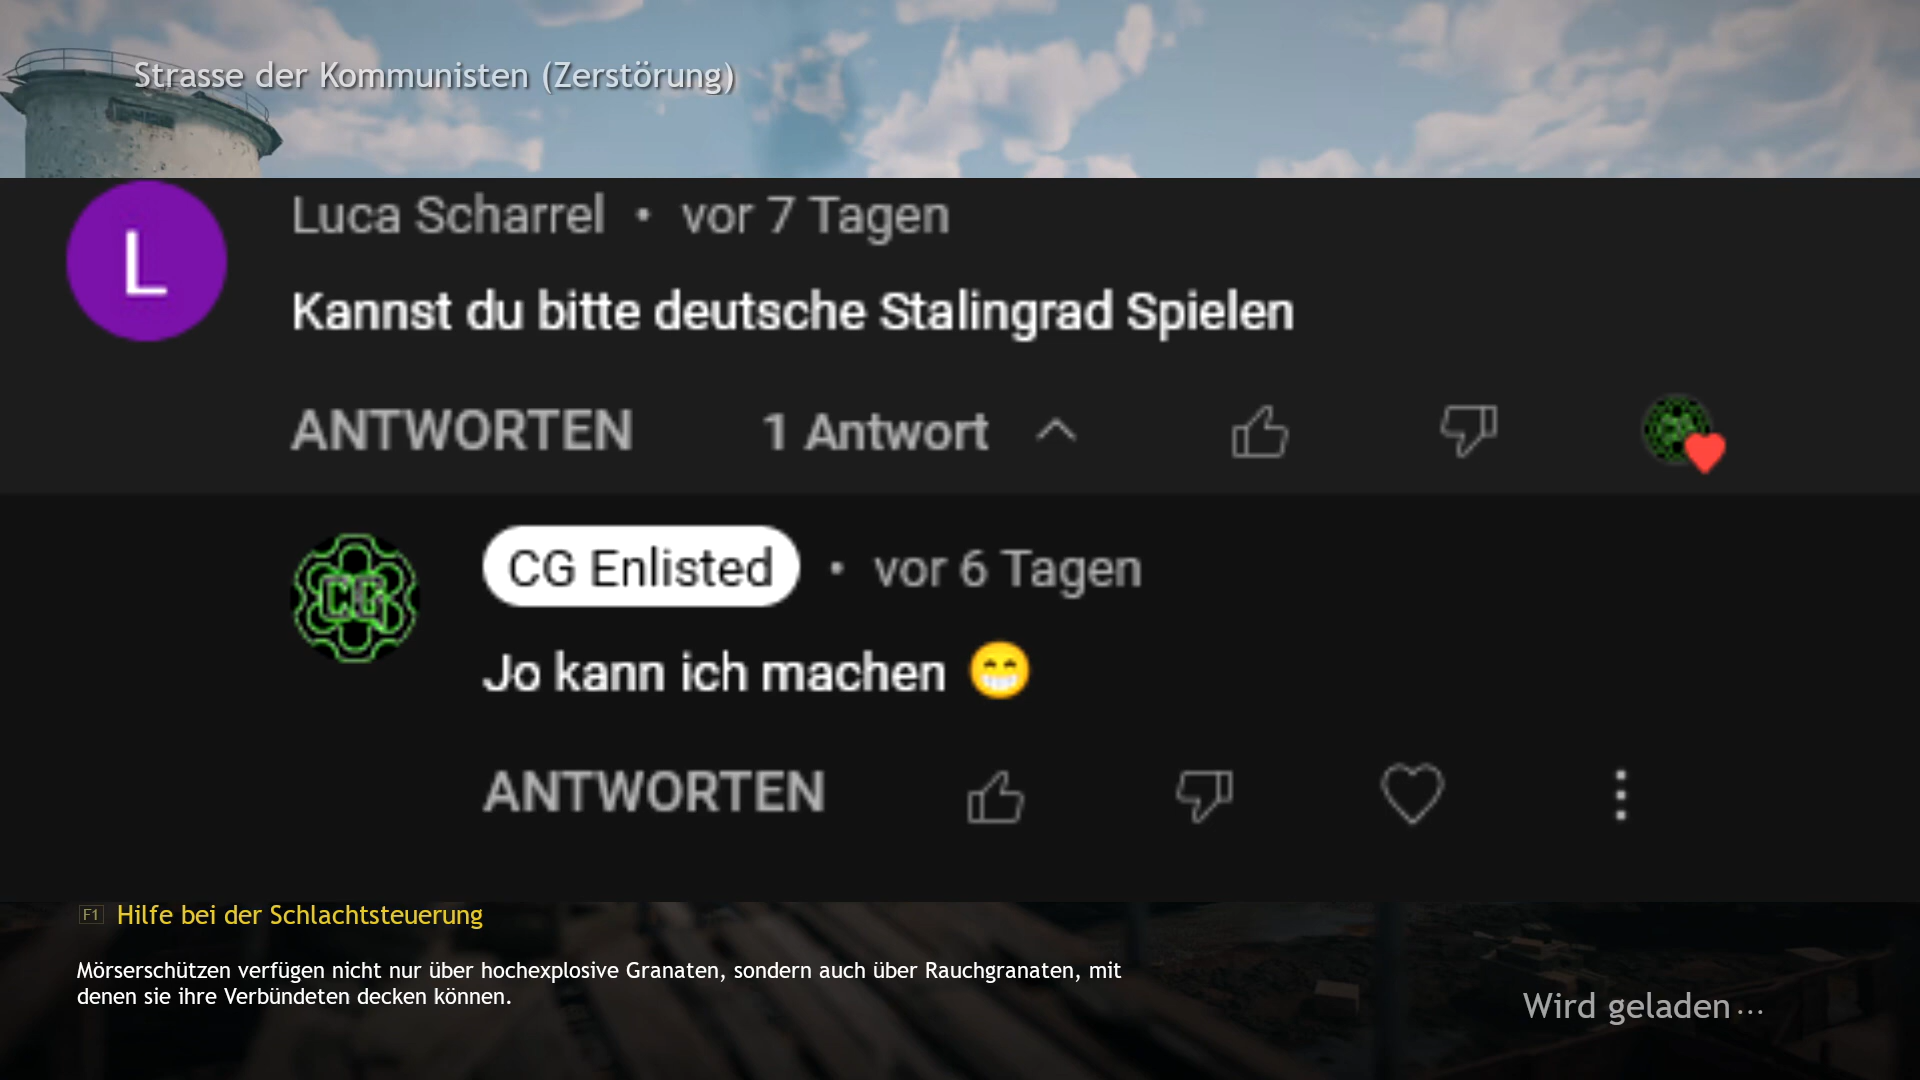 Strasse der Kommunisten (Zerstörung)
L
Luca Scharrel • vor 7 Tagen
Kannst du bitte deutsche Stalingrad Spielen
ANTWORTEN 1 Antwort
CG
CG Enlisted • vor 6 Tagen
Jo kann ich machen 😁
ANTWORTEN
F1 Hilfe bei der Schlachtsteuerung
Mörserschützen verfügen nicht nur über hochexplosive Granaten, sondern auch über Rauchgranaten, mit
denen sie ihre Verbündeten decken können.
Wird geladen...